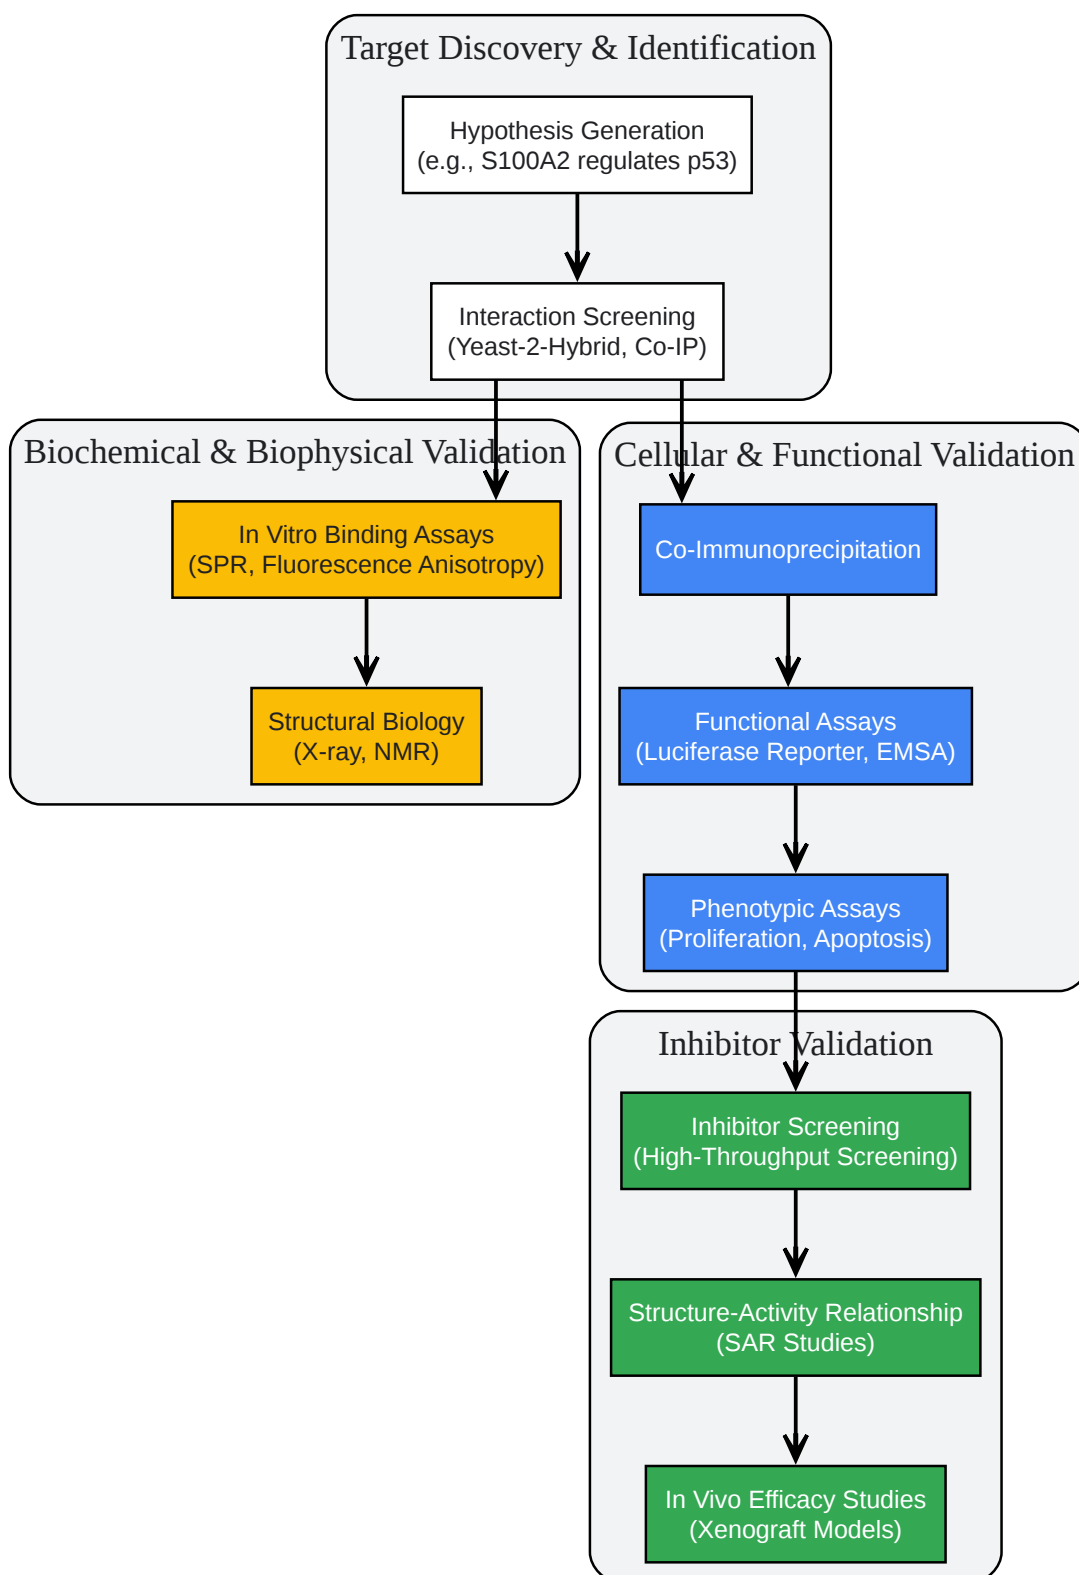 Target Discovery & Identification
Hypothesis Generation
(e.g., S100A2 regulates p53)
Interaction Screening
(Yeast-2-Hybrid, Co-IP)
Biochemical & Biophysical Validation
In Vitro Binding Assays
(SPR, Fluorescence Anisotropy)
Structural Biology
(X-ray, NMR)
Cellular & Functional Validation
Co-Immunoprecipitation
Functional Assays
(Luciferase Reporter, EMSA)
Phenotypic Assays
(Proliferation, Apoptosis)
Inhibitor Validation
Inhibitor Screening
(High-Throughput Screening)
Structure-Activity Relationship
(SAR Studies)
In Vivo Efficacy Studies
(Xenograft Models)